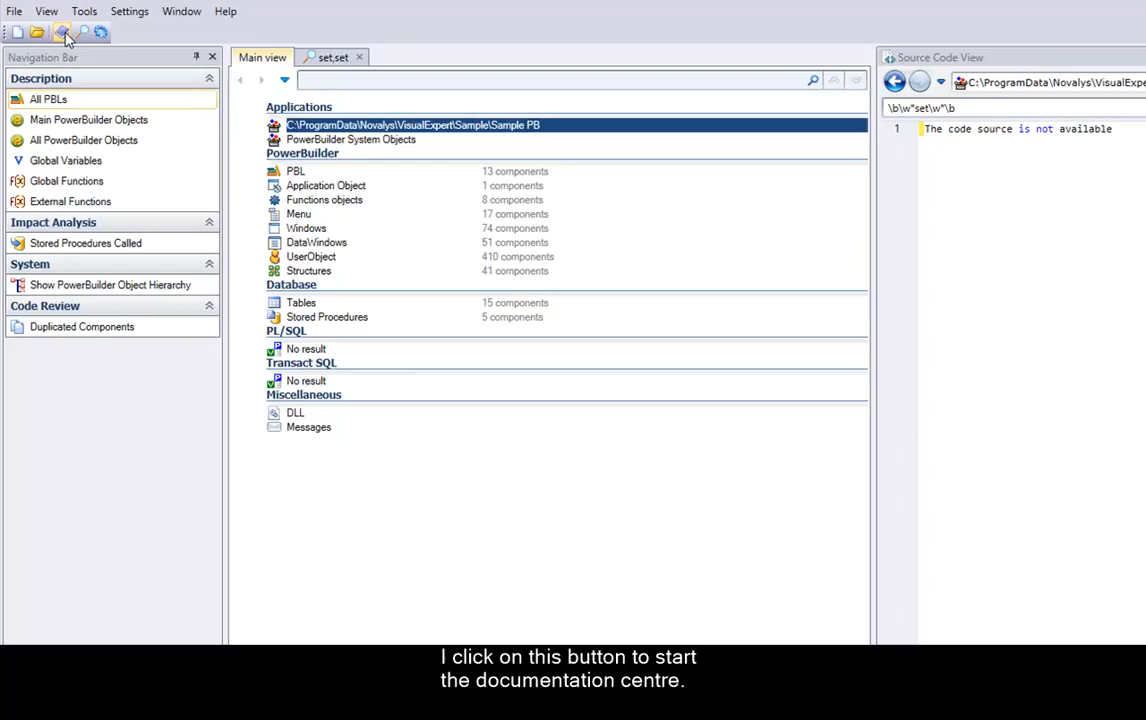 File View Tools Settings Window Help
Navigation Bar
Description
All PBLs
Main PowerBuilder Objects
All PowerBuilder Objects
Global Variables
Global Functions
External Functions
Impact Analysis
Stored Procedures Called
System
Show PowerBuilder Object Hierarchy
Code Review
Duplicated Components
Main view set,set
Applications
C:\ProgramData\Novalys\VisualExpert\Sample\Sample PB
PowerBuilder System Objects
PowerBuilder
PBL 13 components
Application Object 1 components
Functions objects 8 components
Menu 17 components
Windows 74 components
DataWindows 51 components
UserObject 410 components
Structures 41 components
Database
Tables 15 components
Stored Procedures 5 components
PL/SQL
No result
Transact SQL
No result
Miscellaneous
DLL
Messages
Source Code View
C:\ProgramData\Novalys\VisualExpe
\b\w*set\w*\b
1 The code source is not available
I click on this button to start
the documentation centre.